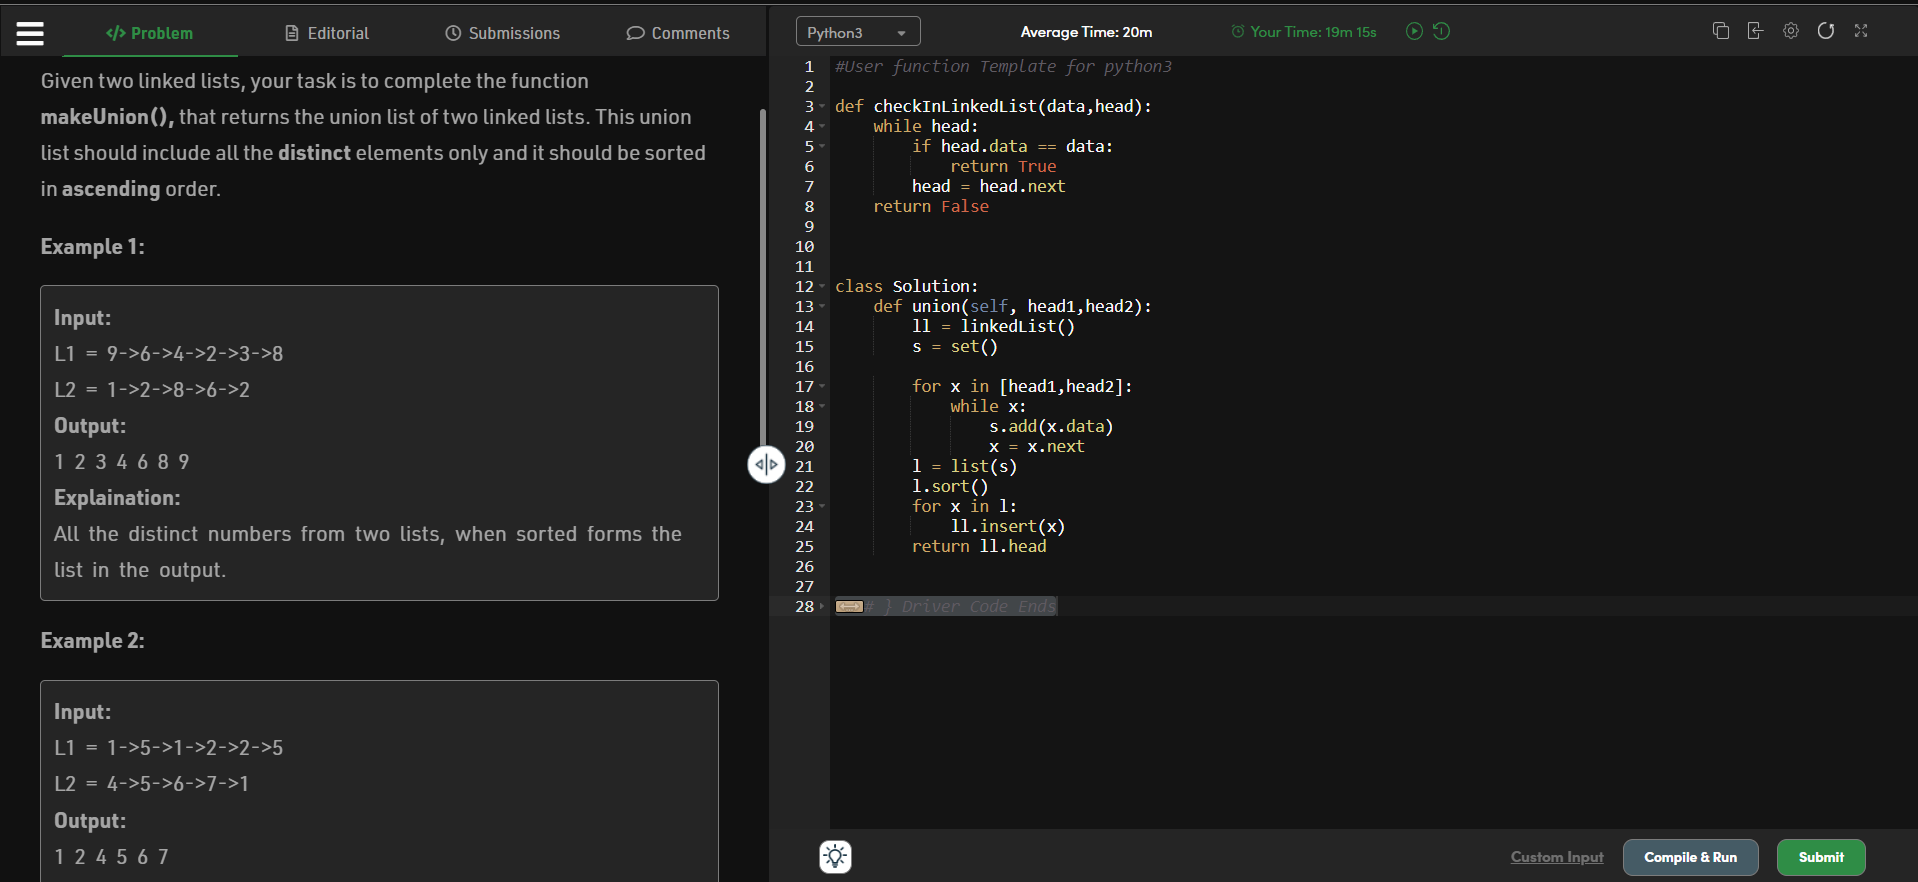 </> Problem
Editorial
Submissions
Comments
Given two linked lists, your task is to complete the function
makeUnion(), that returns the union list of two linked lists. This union
list should include all the distinct elements only and it should be sorted
in ascending order.
Example 1:
Input:
L1 = 9->6->4->2->3->8
L2 = 1->2->8->6->2
Output:
1 2 3 4 6 8 9
Explaination:
All the distinct numbers from two lists, when sorted forms the
list in the output.
Example 2:
Input:
L1 = 1->5->1->2->2->5
L2 = 4->5->6->7->1
Output:
1 2 4 5 6 7
Python3
Average Time: 20m
Your Time: 19m 15s
1 #User function Template for python3
2
3 def checkInLinkedList(data,head):
4     while head:
5         if head.data == data:
6             return True
7         head = head.next
8     return False
9
10
11
12 class Solution:
13     def union(self, head1,head2):
14         ll = linkedList()
15         s = set()
16
17         for x in [head1,head2]:
18             while x:
19                 s.add(x.data)
20                 x = x.next
21         l = list(s)
22         l.sort()
23         for x in l:
24             ll.insert(x)
25         return ll.head
26
27
28 # } Driver Code Ends
Custom Input
Compile & Run
Submit